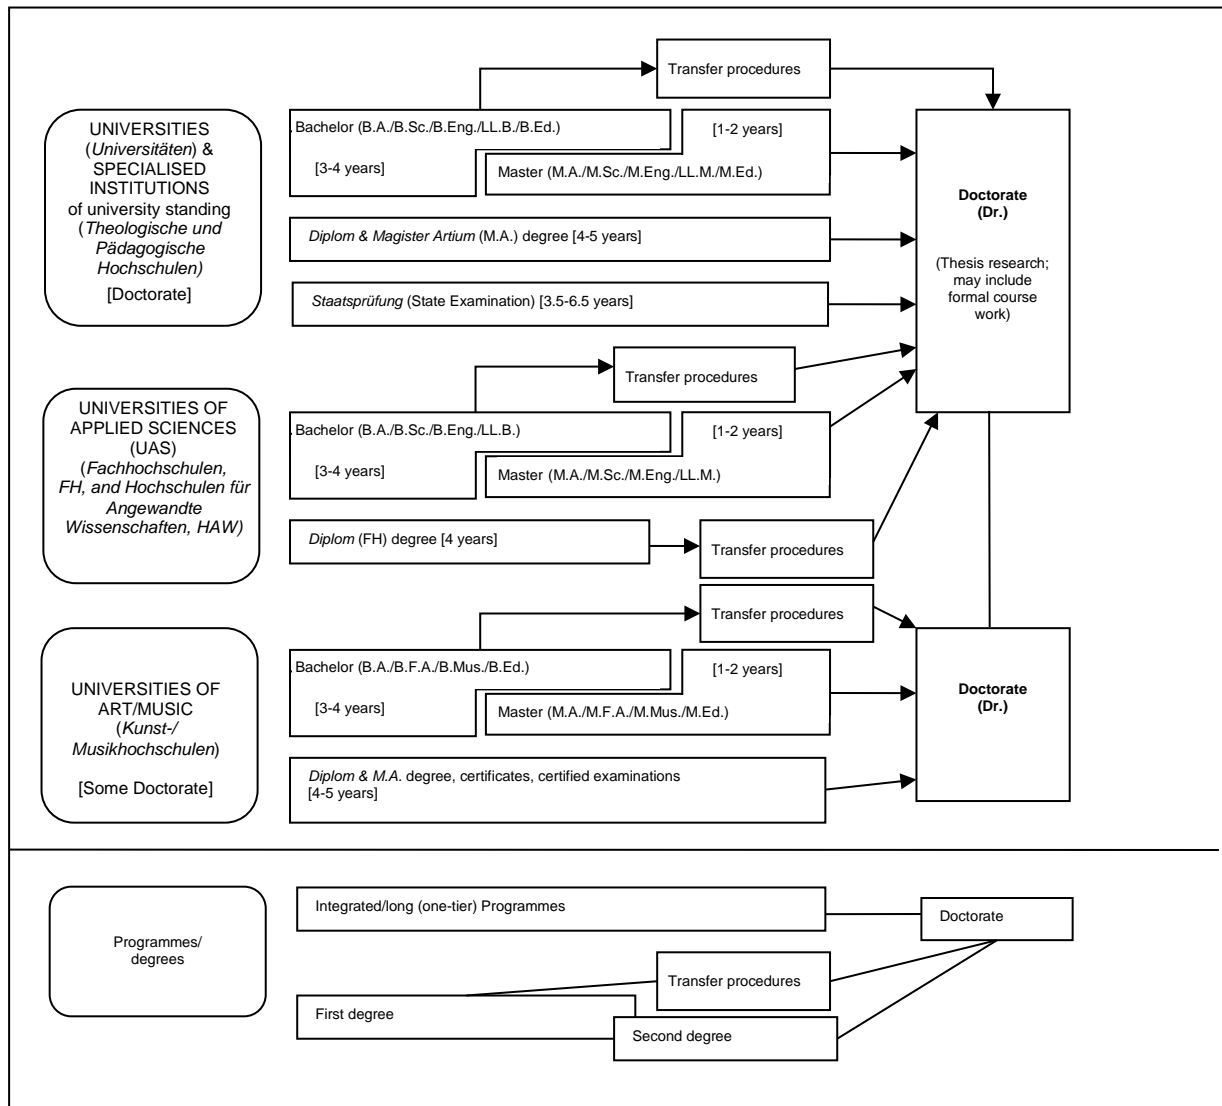 Transfer procedures
UNIVERSITIES
(Universitäten) &
SPECIALISED
INSTITUTIONS
of university standing
(Theologische und
Pädagogische
Hochschulen)
[Doctorate]
. Bachelor (B.A./B.Sc./B.Eng./LL.B./B.Ed.)
[3-4 years]
[1-2 years]
Master (M.A./M.Sc./M.Eng./LL.M./M.Ed.)
Diplom & Magister Artium (M.A.) degree [4-5 years]
Staatsprüfung (State Examination) [3.5-6.5 years]
Doctorate
(Dr.)
(Thesis research;
may include
formal course
work)
Transfer procedures
UNIVERSITIES OF
APPLIED SCIENCES
(UAS)
(Fachhochschulen,
FH, and Hochschulen für
Angewandte
Wissenschaften, HAW)
. Bachelor (B.A./B.Sc./B.Eng./LL.B.)
[3-4 years]
[1-2 years]
Master (M.A./M.Sc./M.Eng./LL.M.)
Diplom (FH) degree [4 years]
Transfer procedures
Transfer procedures
UNIVERSITIES OF
ART/MUSIC
(Kunst-/
Musikhochschulen)
[Some Doctorate]
. Bachelor (B.A./B.F.A./B.Mus./B.Ed.)
[3-4 years]
[1-2 years]
Master (M.A./M.F.A./M.Mus./M.Ed.)
Diplom & M.A. degree, certificates, certified examinations
[4-5 years]
Doctorate
(Dr.)
Programmes/
degrees
Integrated/long (one-tier) Programmes
Doctorate
Transfer procedures
First degree
Second degree